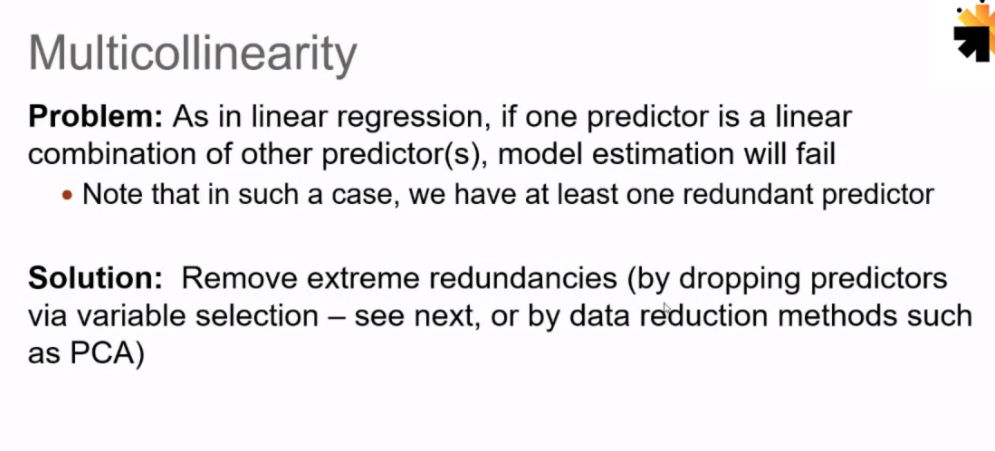 Multicollinearity
Problem: As in linear regression, if one predictor is a linear
combination of other predictor(s), model estimation will fail
• Note that in such a case, we have at least one redundant predictor
Solution:  Remove extreme redundancies (by dropping predictors
via variable selection – see next, or by data reduction methods such
as PCA)